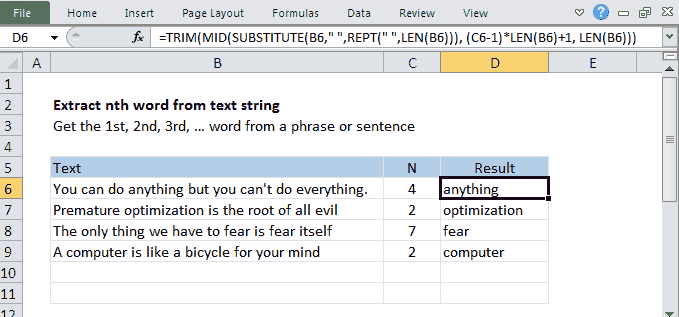 File Home Insert Page Layout Formulas Data Review View
D6 fx =TRIM(MID(SUBSTITUTE(B6," ",REPT(" ",LEN(B6))), (C6-1)*LEN(B6)+1, LEN(B6)))
A B C D E
1
2 Extract nth word from text string
3 Get the 1st, 2nd, 3rd, ... word from a phrase or sentence
4
5 Text N Result
6 You can do anything but you can't do everything. 4 anything
7 Premature optimization is the root of all evil 2 optimization
8 The only thing we have to fear is fear itself 7 fear
9 A computer is like a bicycle for your mind 2 computer
10
11
12